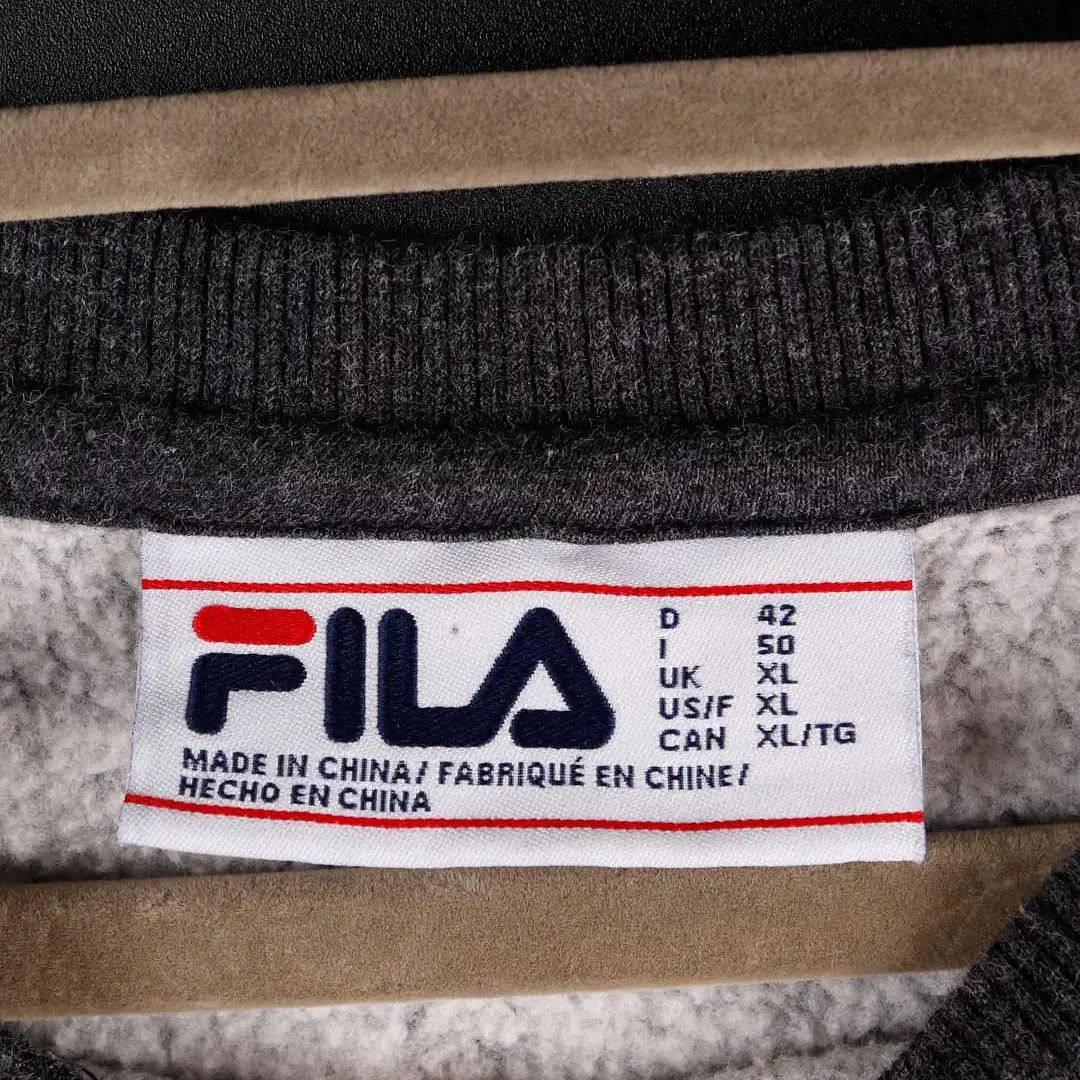 FILA
D 42
I 50
UK XL
US/F XL
CAN XL/TG
MADE IN CHINA/ FABRIQUÉ EN CHINE/
HECHO EN CHINA